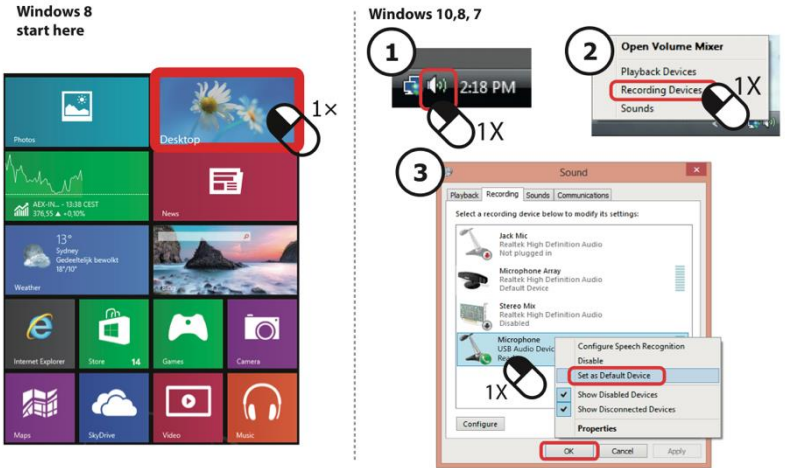 Windows 8
start here
Photos
Desktop
1×
AEX-IN... - 13:38 CEST
376,55 ▲ +0,10%
News
13°
Sydney
Gedeeltelijk bewolkt
18°/10°
Weather
Internet Explorer
Store 14
Games
Camera
Maps
SkyDrive
Video
Music
Windows 10,8, 7
1
2:18 PM
1X
2
Open Volume Mixer
Playback Devices
Recording Devices
Sounds
1X
3
Sound
Playback Recording Sounds Communications
Select a recording device below to modify its settings:
Jack Mic
Realtek High Definition Audio
Not plugged in
Microphone Array
Realtek High Definition Audio
Default Device
Stereo Mix
Realtek High Definition Audio
Disabled
Microphone
USB Audio
1X
Configure Speech Recognition
Disable
Set as Default Device
Show Disabled Devices
Show Disconnected Devices
Properties
Configure
OK Cancel Apply